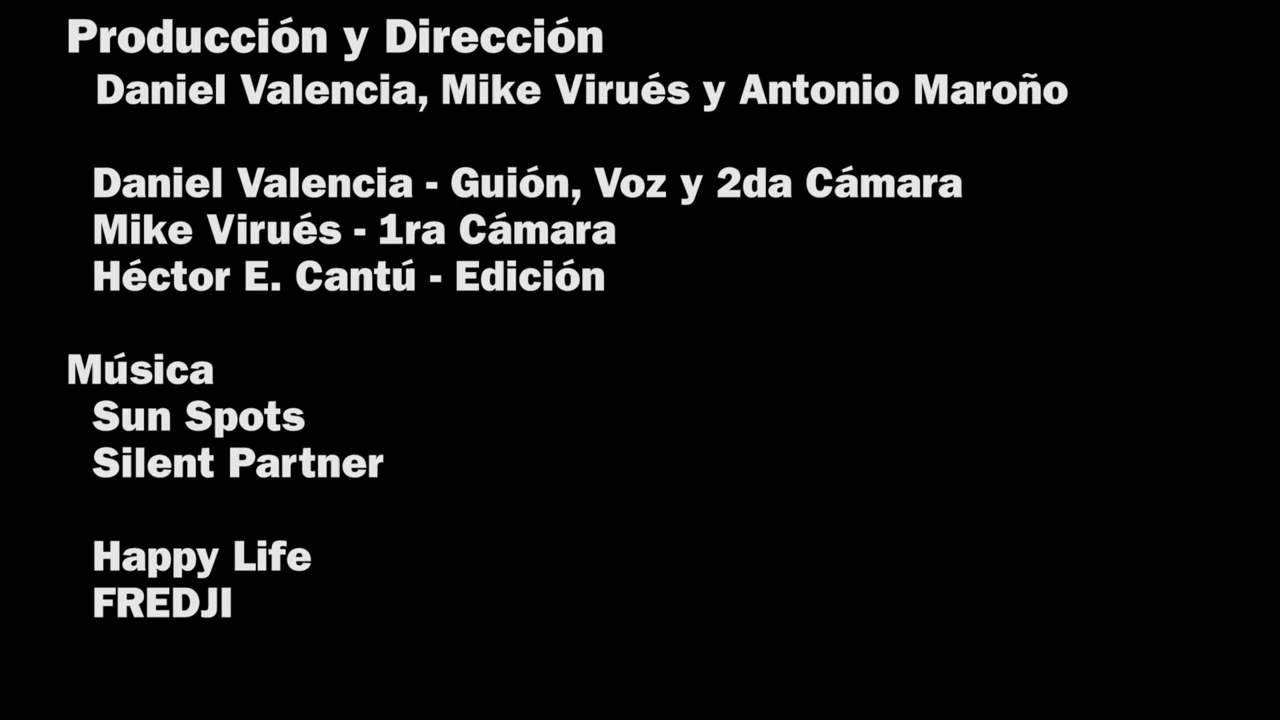 Producción y Dirección
Daniel Valencia, Mike Virués y Antonio Maroño
Daniel Valencia - Guión, Voz y 2da Cámara
Mike Virués - 1ra Cámara
Héctor E. Cantú - Edición
Música
Sun Spots
Silent Partner
Happy Life
FREDJI